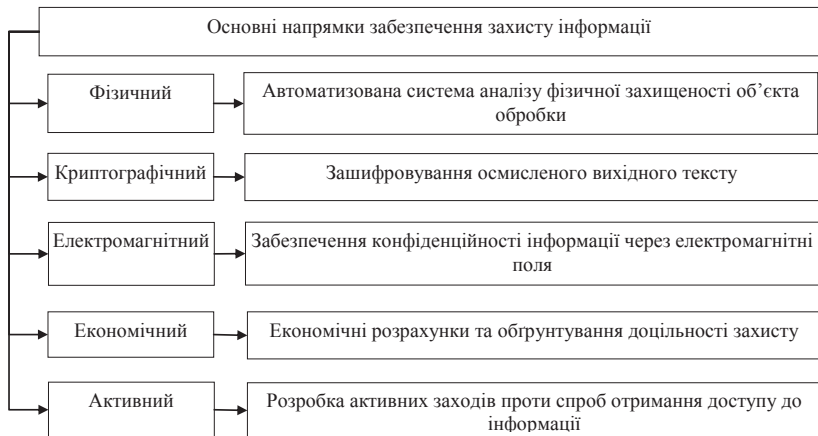 Основні напрямки забезпечення захисту інформації
Фізичний
Автоматизована система аналізу фізичної захищеності об’єкта
обробки
Криптографічний
Зашифровування осмисленого вихідного тексту
Електромагнітний
Забезпечення конфіденційності інформації через електромагнітні
поля
Економічний
Економічні розрахунки та обґрунтування доцільності захисту
Активний
Розробка активних заходів проти спроб отримання доступу до
інформації